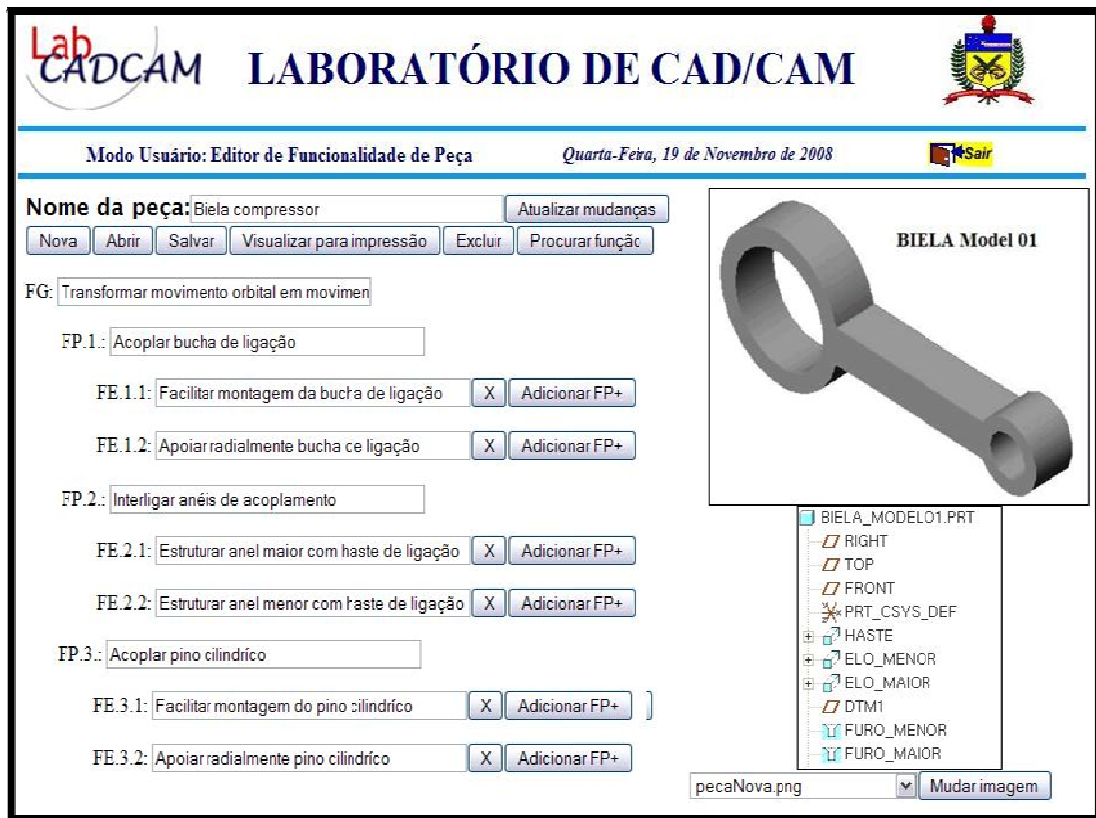 Lab
CADCAM
LABORATÓRIO DE CAD/CAM
Modo Usuário: Editor de Funcionalidade de Peça
Quarta-Feira, 19 de Novembro de 2008
Sair
Nome da peça: Biela compressor
Atualizar mudanças
Nova Abrir Salvar Visualizar para impressão Excluir Procurar função
FG: Transformar movimento orbital em movimen
FP.1.: Acoplar bucha de ligação
FE.1.1: Facilitar montagem da bucha de ligação X Adicionar FP+
FE.1.2: Apoiar radialmente bucha ce ligação X Adicionar FP+
FP.2.: Interligar anéis de acoplamento
FE.2.1: Estruturar anel maior com haste de ligação X Adicionar FP+
FE.2.2: Estruturar anel menor com haste de ligação X Adicionar FP+
FP.3.: Acoplar pino cilindríco
FE.3.1: Facilitar montagem do pino cilindríco X Adicionar FP+
FE.3.2: Apoiar radialmente pino cilindríco X Adicionar FP+
BIELA Model 01
BIELA_MODELO1.PRT
RIGHT
TOP
FRONT
PRT_CSYS_DEF
HASTE
ELO_MENOR
ELO_MAIOR
DTM1
FURO_MENOR
FURO_MAIOR
pecaNova.png
Mudar imagem